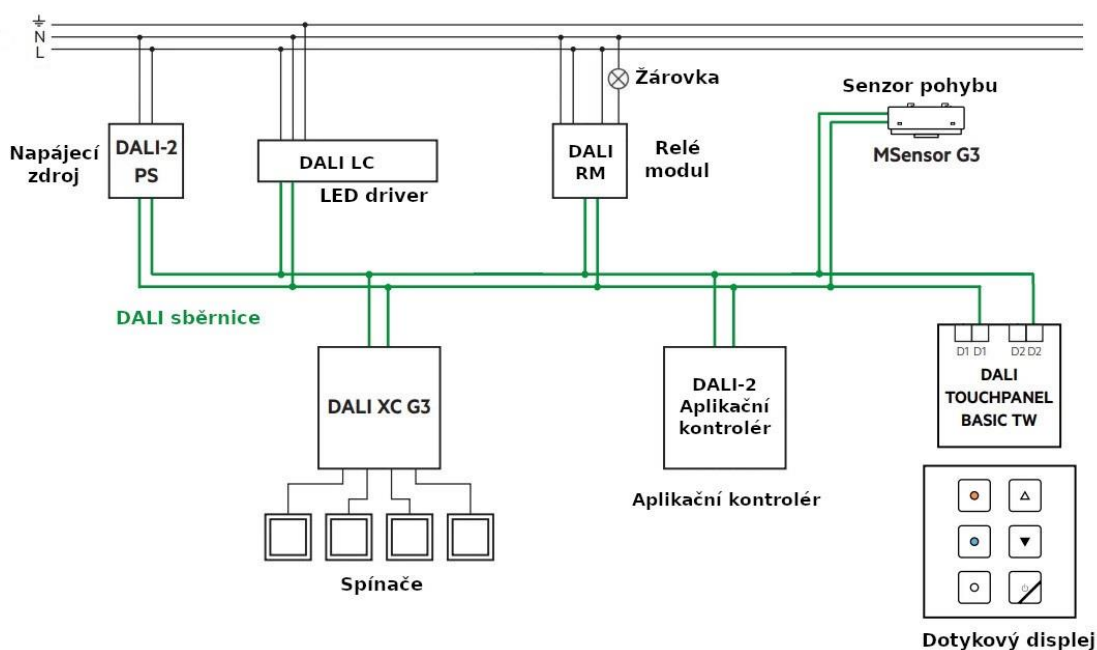 N
L
Žárovka
Senzor pohybu
MSensor G3
Napájecí
zdroj
DALI-2
PS
DALI LC
LED driver
DALI
RM
Relé
modul
DALI sběrnice
DALI XC G3
DALI-2
Aplikační
kontrolér
D1 D1 D2 D2
DALI
TOUCHPANEL
BASIC TW
Aplikační kontrolér
Spínače
Dotykový displej